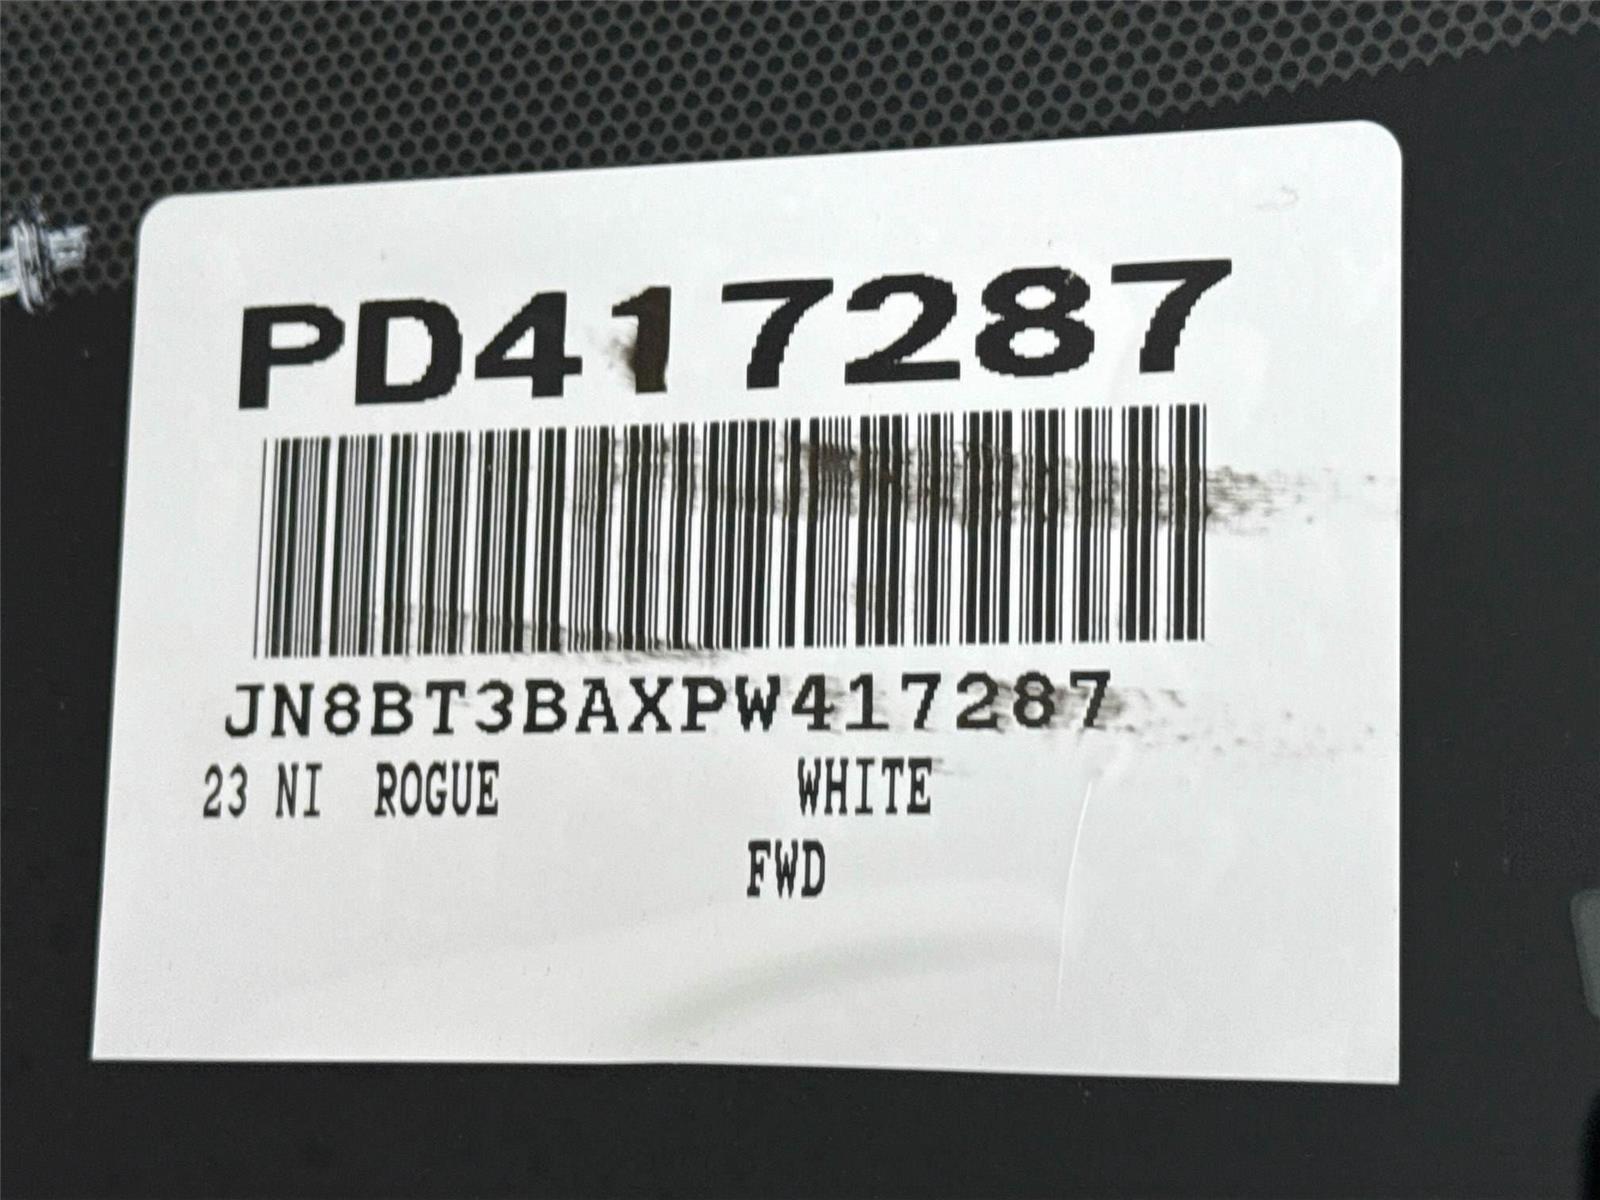 PD417287
JN8BT3BAXPW417287
23 NI ROGUE WHITE
FWD